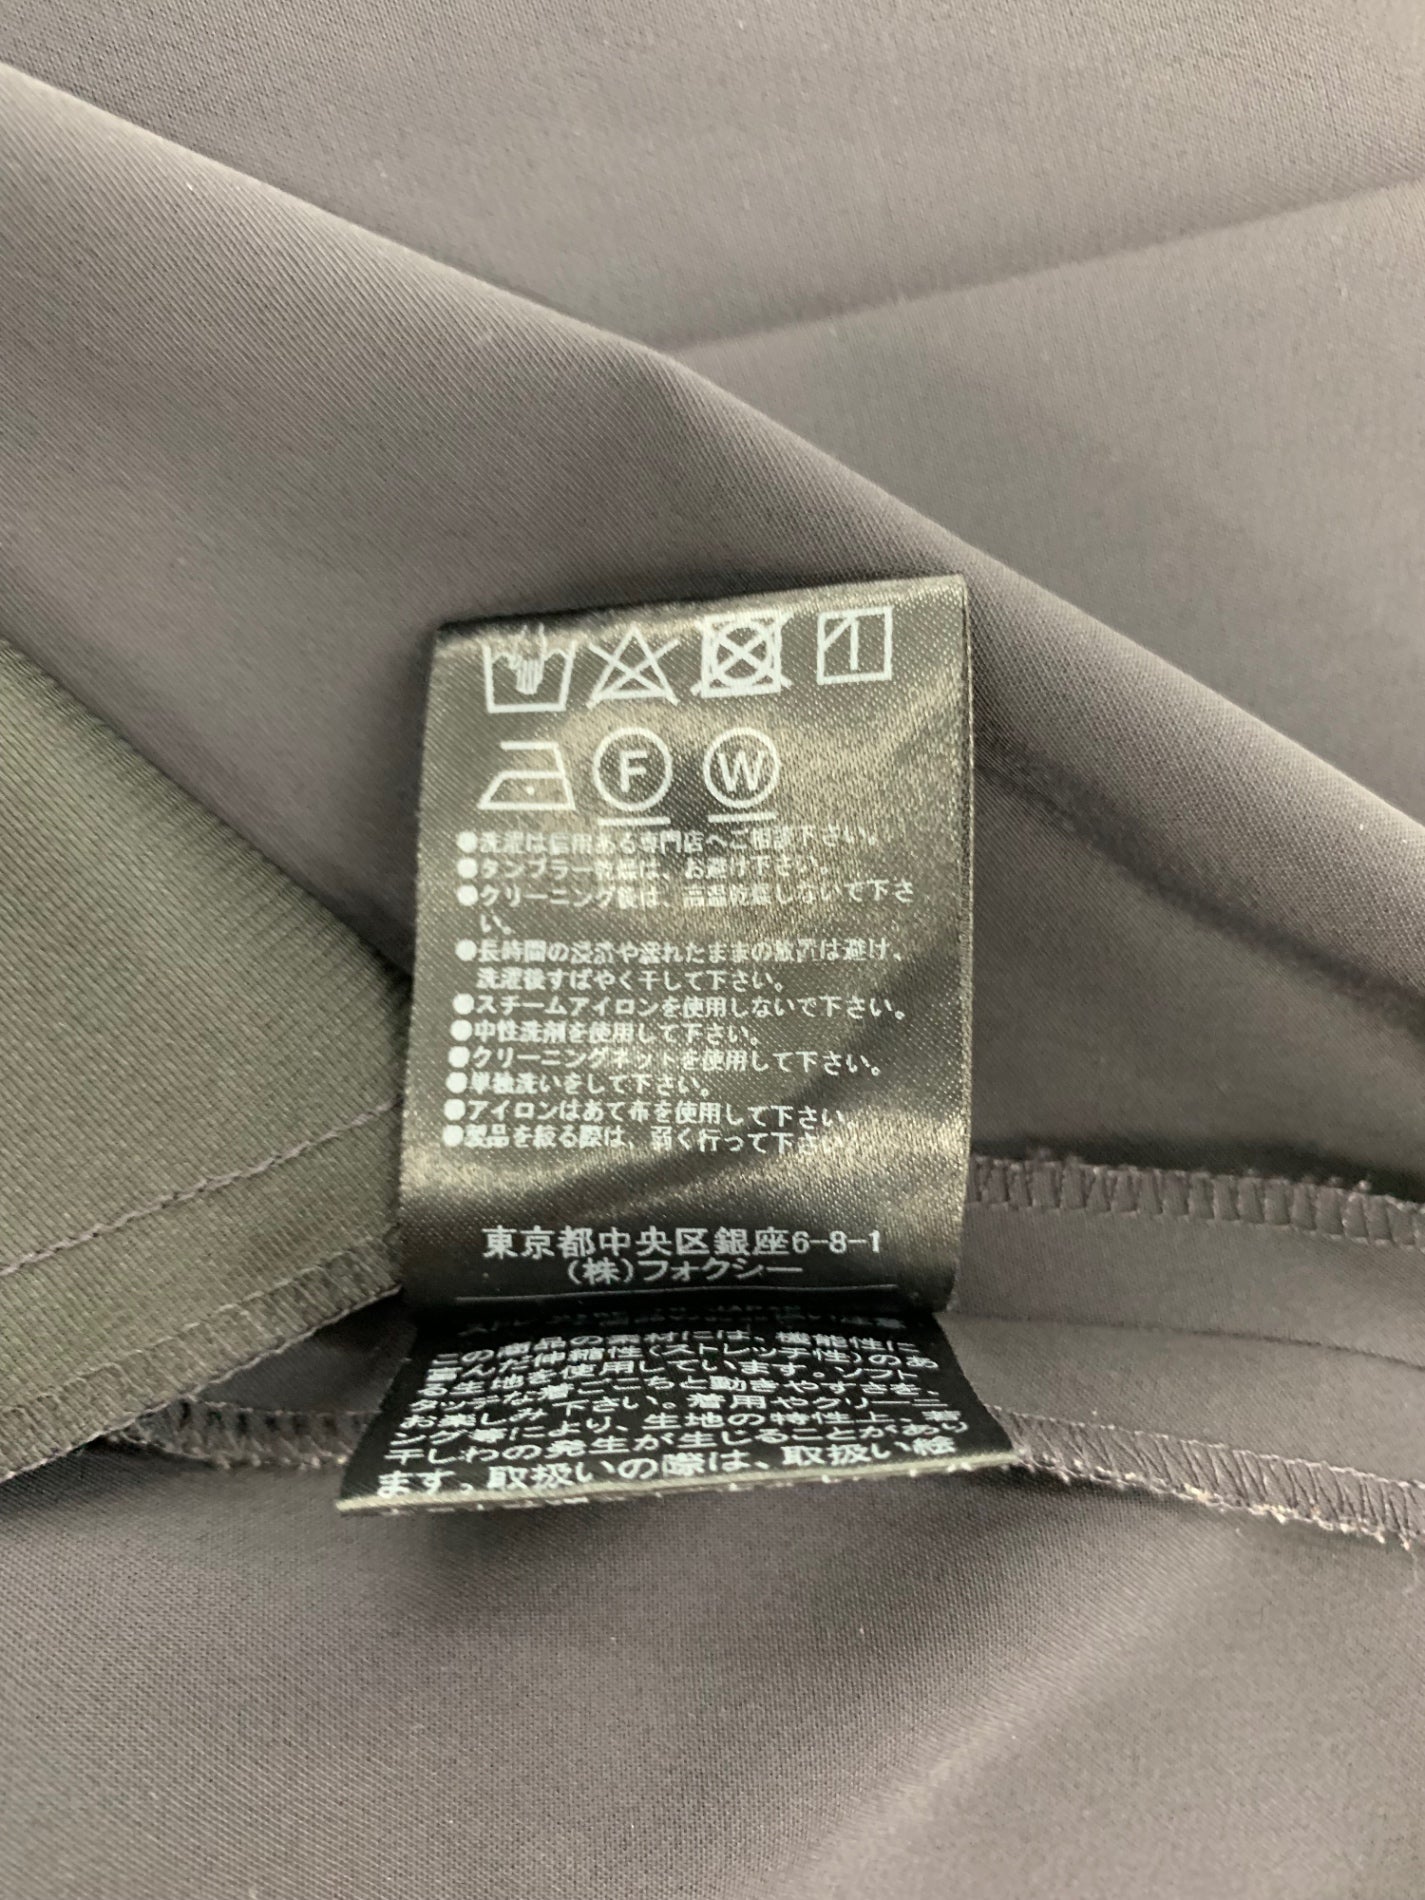 F W
●洗濯は信用ある専門店へご相談下さい。
●タンブラー乾燥は、お避け下さい。
●クリーニング後は、高温乾燥しないで下さ
い。
●長時間の浸漬や濡れたままの放置は避け、
洗濯後すばやく干して下さい。
●スチームアイロンを使用しないで下さい。
●中性洗剤を使用して下さい。
●クリーニングネットを使用して下さい。
●単独洗いをして下さい。
●アイロンはあて布を使用して下さい。
●製品を絞る際は、弱く行って下さい。
東京都中央区銀座6-8-1
(株)フォクシー
この商品の素材には、機能性に
富んだ伸縮性(ストレッチ性)のあ
る生地を使用しています。ソフト
タッチな着ごこちと動きやすさを、
お楽しみ下さい。着用やクリーニ
ング等により、生地の特性上、若
干しわの発生が生じることがあり
ます。取扱いの際は、取扱い絵